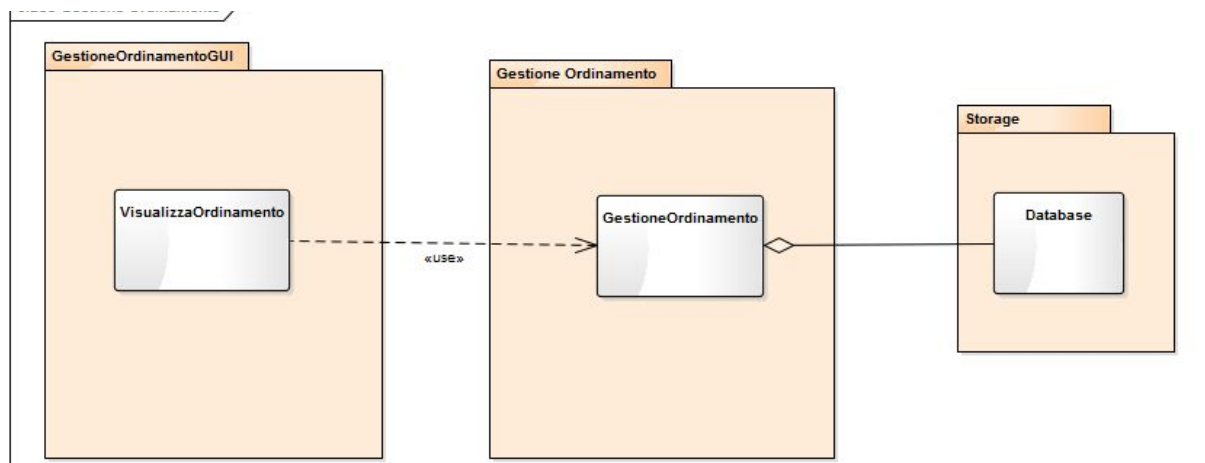 GestioneOrdinamentoGUI
Gestione Ordinamento
Storage
VisualizzaOrdinamento
GestioneOrdinamento
Database
«use»